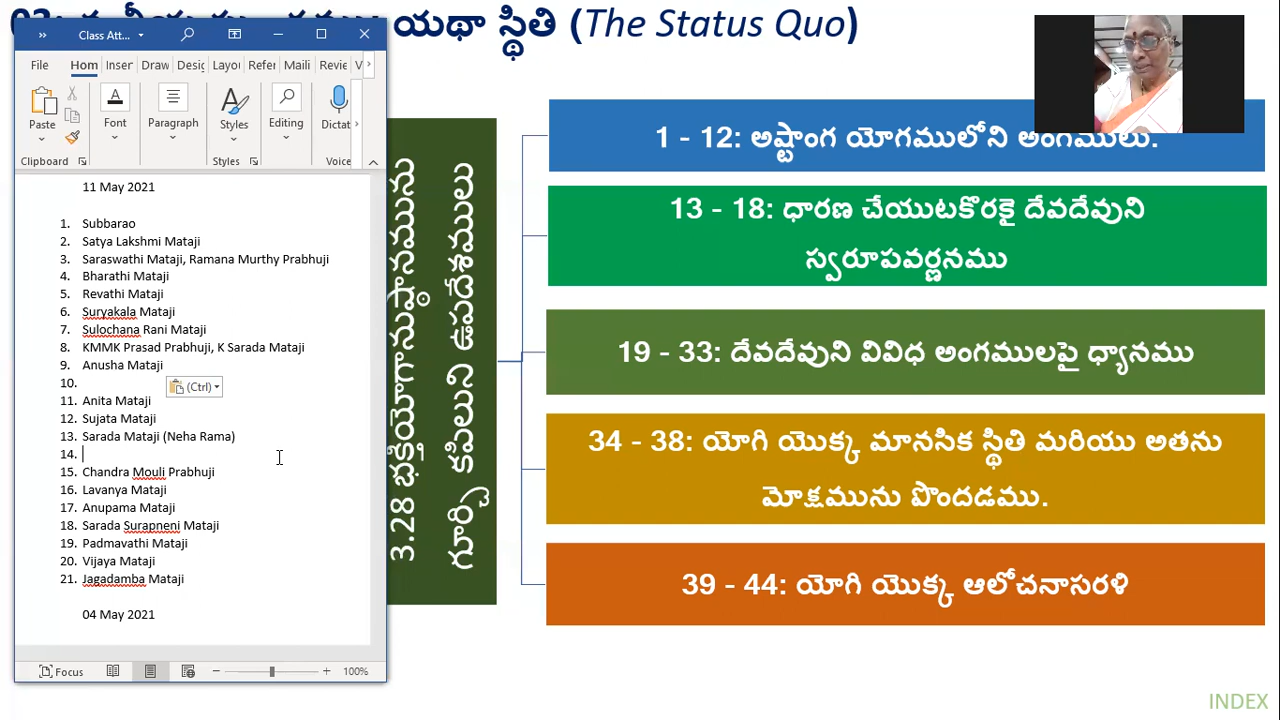 యథా స్థితి (The Status Quo)
Class Att...
File Hom Inser Draw Desig Layou Refer Maili Revie V
Paste Font Paragraph Styles Editing Dictat
Clipboard Styles Voice
11 May 2021
1. Subbarao
2. Satya Lakshmi Mataji
3. Saraswathi Mataji, Ramana Murthy Prabhuji
4. Bharathi Mataji
5. Revathi Mataji
6. Suryakala Mataji
7. Sulochana Rani Mataji
8. KMMK Prasad Prabhuji, K Sarada Mataji
9. Anusha Mataji
10.
(Ctrl)
11. Anita Mataji
12. Sujata Mataji
13. Sarada Mataji (Neha Rama)
14.
15. Chandra Mouli Prabhuji
16. Lavanya Mataji
17. Anupama Mataji
18. Sarada Surapneni Mataji
19. Padmavathi Mataji
20. Vijaya Mataji
21. Jagadamba Mataji
04 May 2021
Focus 100%
3.28 భక్తియోగానుష్ఠానమును
గూర్చి కపిలుని ఉపదేశములు
1 - 12: అష్టాంగ యోగములోని అంగములు.
13 - 18: ధారణ చేయుటకొరకై దేవదేవుని
స్వరూపవర్ణనము
19 - 33: దేవదేవుని వివిధ అంగములపై ధ్యానము
34 - 38: యోగి యొక్క మానసిక స్థితి మరియు అతను
మోక్షమును పొందడము.
39 - 44: యోగి యొక్క ఆలోచనాసరళి
INDEX